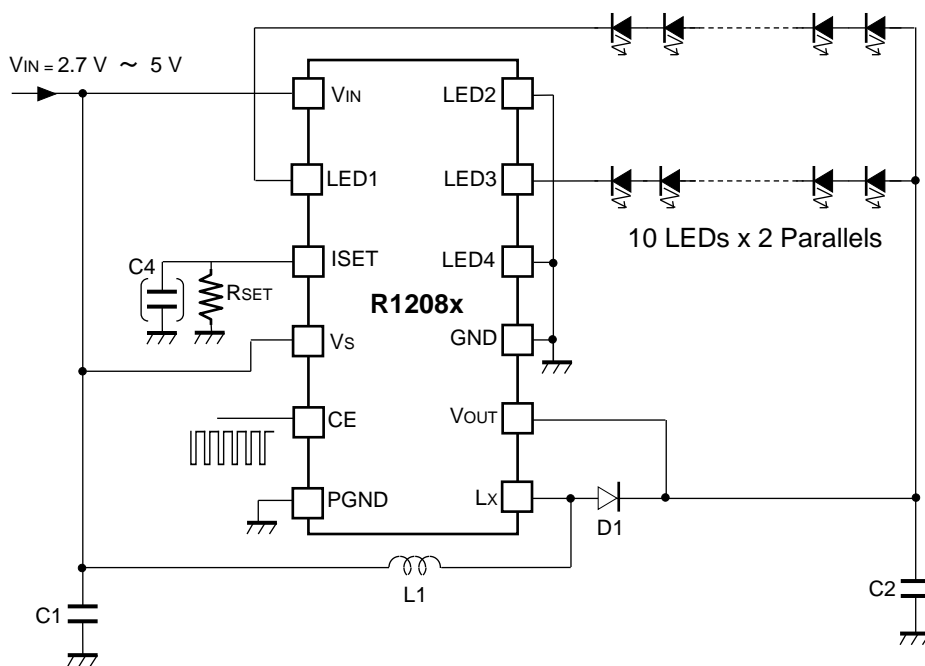 VIN = 2.7 V ~ 5 V
VIN
LED2
LED1
LED3
10 LEDs x 2 Parallels
C4
RSET
ISET
LED4
R1208x
VS
GND
CE
VOUT
PGND
LX
D1
L1
C1
C2